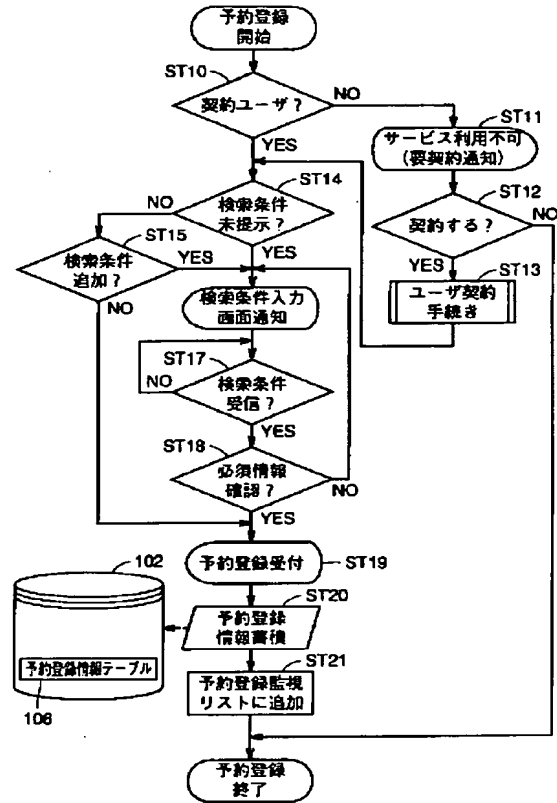 予約登録
開始
ST10
契約ユーザ?
NO
YES
ST11
サービス利用不可
(要契約通知)
ST12
契約する?
NO
YES
ST13
ユーザ契約
手続き
ST14
検索条件
未提示?
NO
YES
ST15
検索条件
追加?
YES
NO
検索条件入力
画面通知
ST17
検索条件
受信?
NO
YES
ST18
必須情報
確認?
NO
YES
予約登録受付
ST19
102
予約登録情報テーブル
106
ST20
予約登録
情報蓄積
ST21
予約登録監視
リストに追加
予約登録
終了